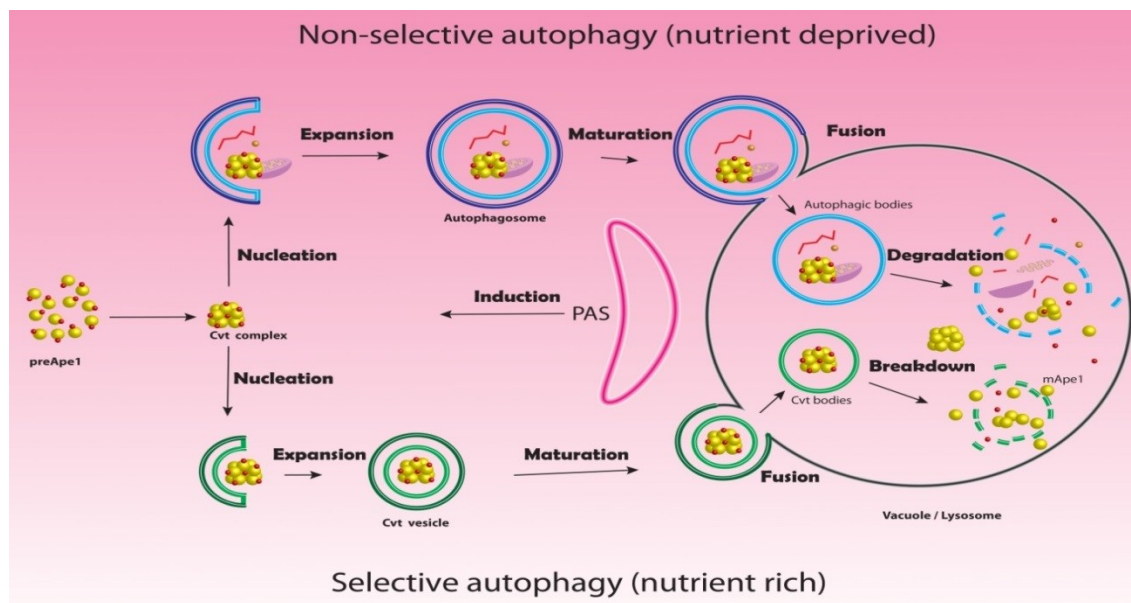 Non-selective autophagy (nutrient deprived)
Expansion
Maturation
Fusion
Autophagosome
Autophagic bodies
Nucleation
Degradation
Induction
PAS
preApe1
Cvt complex
Nucleation
Breakdown
mApe1
Cvt bodies
Expansion
Maturation
Fusion
Cvt vesicle
Vacuole / Lysosome
Selective autophagy (nutrient rich)